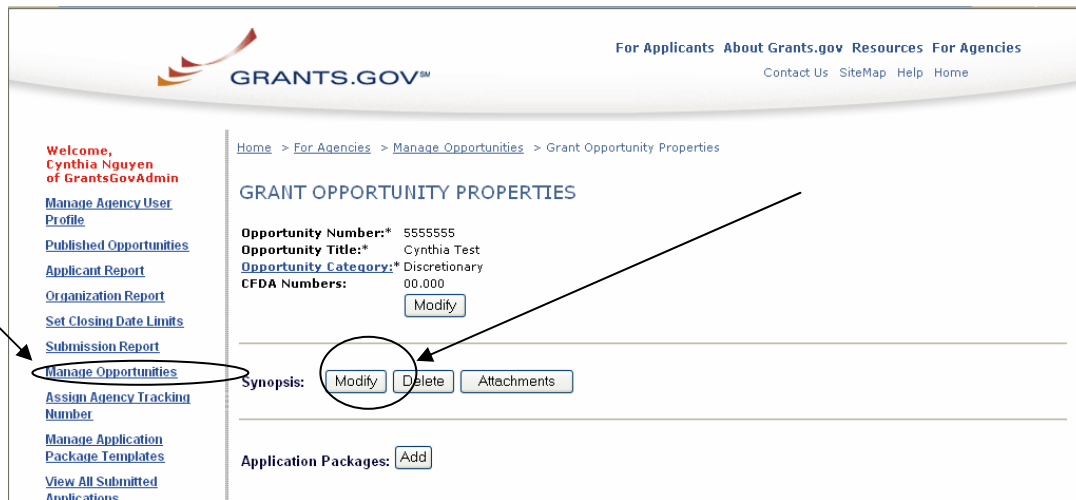 For Applicants About Grants.gov Resources For Agencies
GRANTS.GOV℠
Contact Us SiteMap Help Home
Welcome,
Cynthia Nguyen
of GrantsGovAdmin
Manage Agency User
Profile
Published Opportunities
Applicant Report
Organization Report
Set Closing Date Limits
Submission Report
Manage Opportunities
Assign Agency Tracking
Number
Manage Application
Package Templates
View All Submitted
Applications
Home > For Agencies > Manage Opportunities > Grant Opportunity Properties
GRANT OPPORTUNITY PROPERTIES
Opportunity Number:* 5555555
Opportunity Title:* Cynthia Test
Opportunity Category:* Discretionary
CFDA Numbers: 00.000
Modify
Synopsis: Modify Delete Attachments
Application Packages: Add